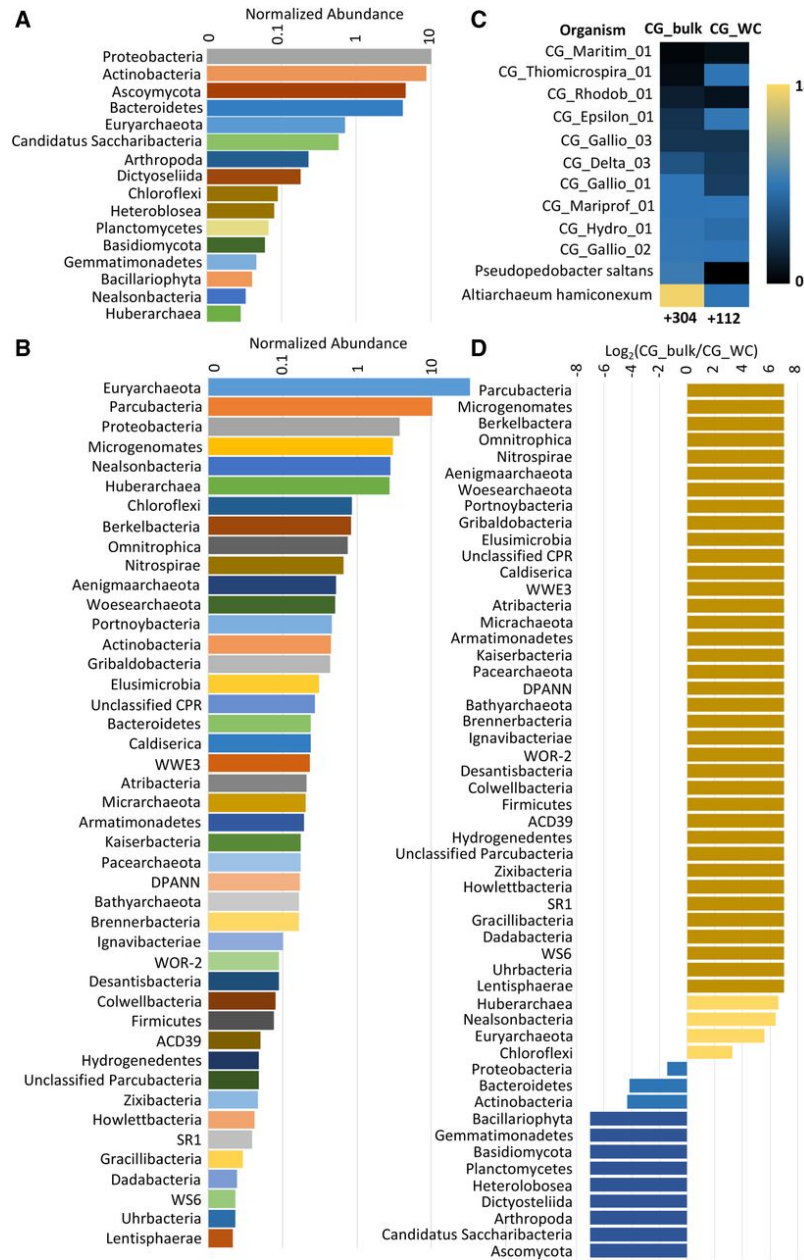 A
Normalized Abundance
0 0.1 1 10
Proteobacteria
Actinobacteria
Ascoymycota
Bacteroidetes
Euryarchaeota
Candidatus Saccharibacteria
Arthropoda
Dictyoseliida
Chloroflexi
Heteroblosea
Planctomycetes
Basidiomycota
Gemmatimonadetes
Bacillariophyta
Nealsonbacteria
Huberarchaea
B
Normalized Abundance
0 0.1 1 10
Euryarchaeota
Parcubacteria
Proteobacteria
Microgenomates
Nealsonbacteria
Huberarchaea
Chloroflexi
Berkelbacteria
Omnitrophica
Nitrospirae
Aenigmaarchaeota
Woesearchaeota
Portnoybacteria
Actinobacteria
Gribaldobacteria
Elusimicrobia
Unclassified CPR
Bacteroidetes
Caldiserica
WWE3
Atribacteria
Micrarchaeota
Armatimonadetes
Kaiserbacteria
Pacearchaeota
DPANN
Bathyarchaeota
Brennerbacteria
Ignavibacteriae
WOR-2
Desantisbacteria
Colwellbacteria
Firmicutes
ACD39
Hydrogenedentes
Unclassified Parcubacteria
Zixibacteria
Howlettbacteria
SR1
Gracillibacteria
Dadabacteria
WS6
Uhrbacteria
Lentisphaerae
C
Organism CG_bulk CG_WC
CG_Maritim_01
CG_Thiomicrospira_01
CG_Rhodob_01
CG_Epsilon_01
CG_Gallio_03
CG_Delta_03
CG_Gallio_01
CG_Mariprof_01
CG_Hydro_01
CG_Gallio_02
Pseudopedobacter saltans
Altiarchaeum hamiconexum
+304 +112
1
0
D
Log2(CG_bulk/CG_WC)
-8 -6 -4 -2 0 2 4 6 8
Parcubacteria
Microgenomates
Berkelbactera
Omnitrophica
Nitrospirae
Aenigmaarchaeota
Woesearchaeota
Portnoybacteria
Gribaldobacteria
Elusimicrobia
Unclassified CPR
Caldiserica
WWE3
Atribacteria
Micrachaeota
Armatimonadetes
Kaiserbacteria
Pacearchaeota
DPANN
Bathyarchaeota
Brennerbacteria
Ignavibacteriae
WOR-2
Desantisbacteria
Colwellbacteria
Firmicutes
ACD39
Hydrogenedentes
Unclassified Parcubacteria
Zixibacteria
Howlettbacteria
SR1
Gracillibacteria
Dadabacteria
WS6
Uhrbacteria
Lentisphaerae
Huberarchaea
Nealsonbacteria
Euryarchaeota
Chloroflexi
Proteobacteria
Bacteroidetes
Actinobacteria
Bacillariophyta
Gemmatimonadetes
Basidiomycota
Planctomycetes
Heterolobosea
Dictyosteliida
Arthropoda
Candidatus Saccharibacteria
Ascomycota